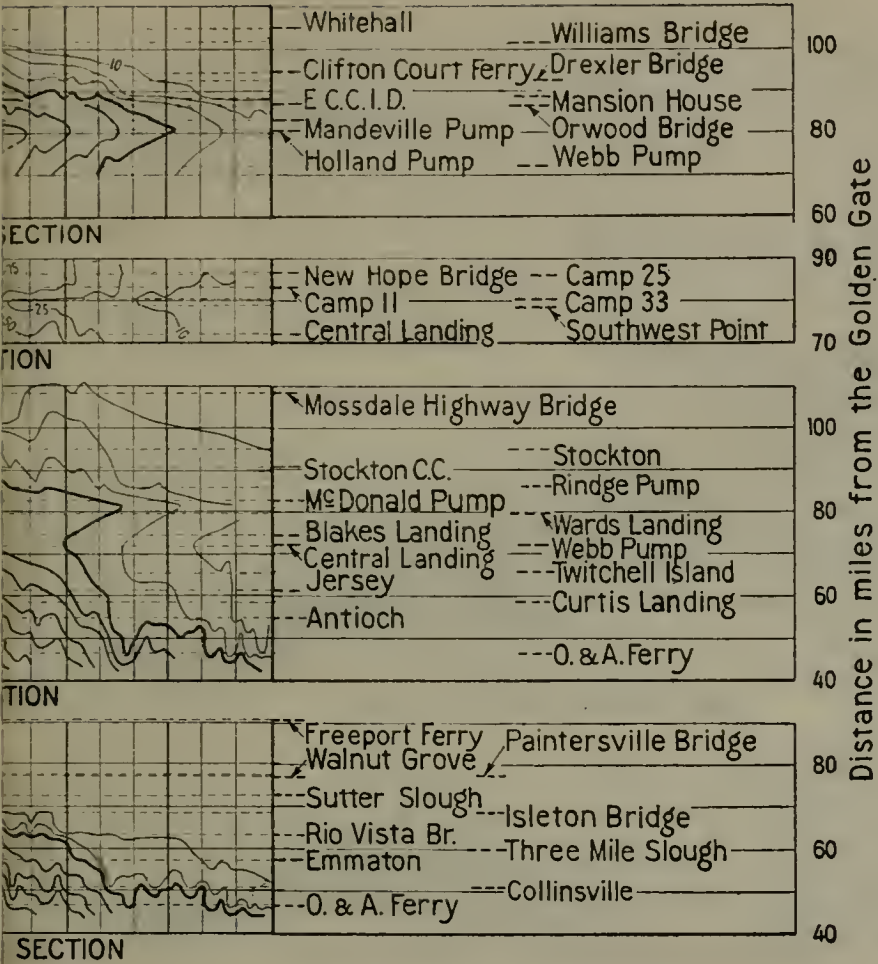 Whitehall
Williams Bridge
100
10
Clifton Court Ferry
Drexler Bridge
E.C.C.I.D.
Mansion House
Mandeville Pump
Orwood Bridge
80
Holland Pump
Webb Pump
60
SECTION
90
New Hope Bridge
Camp 25
Camp 11
Camp 33
25
10
Central Landing
Southwest Point
70
TION
Mossdale Highway Bridge
100
Stockton
Stockton C.C.
Rindge Pump
McDonald Pump
80
Blakes Landing
Wards Landing
Central Landing
Webb Pump
Jersey
Twitchell Island
Curtis Landing
60
Antioch
O. & A. Ferry
40
TION
Freeport Ferry
Paintersville Bridge
Walnut Grove
80
Sutter Slough
Isleton Bridge
Rio Vista Br.
Three Mile Slough
60
Emmaton
Collinsville
O. & A. Ferry
40
SECTION
Distance in miles from the Golden Gate